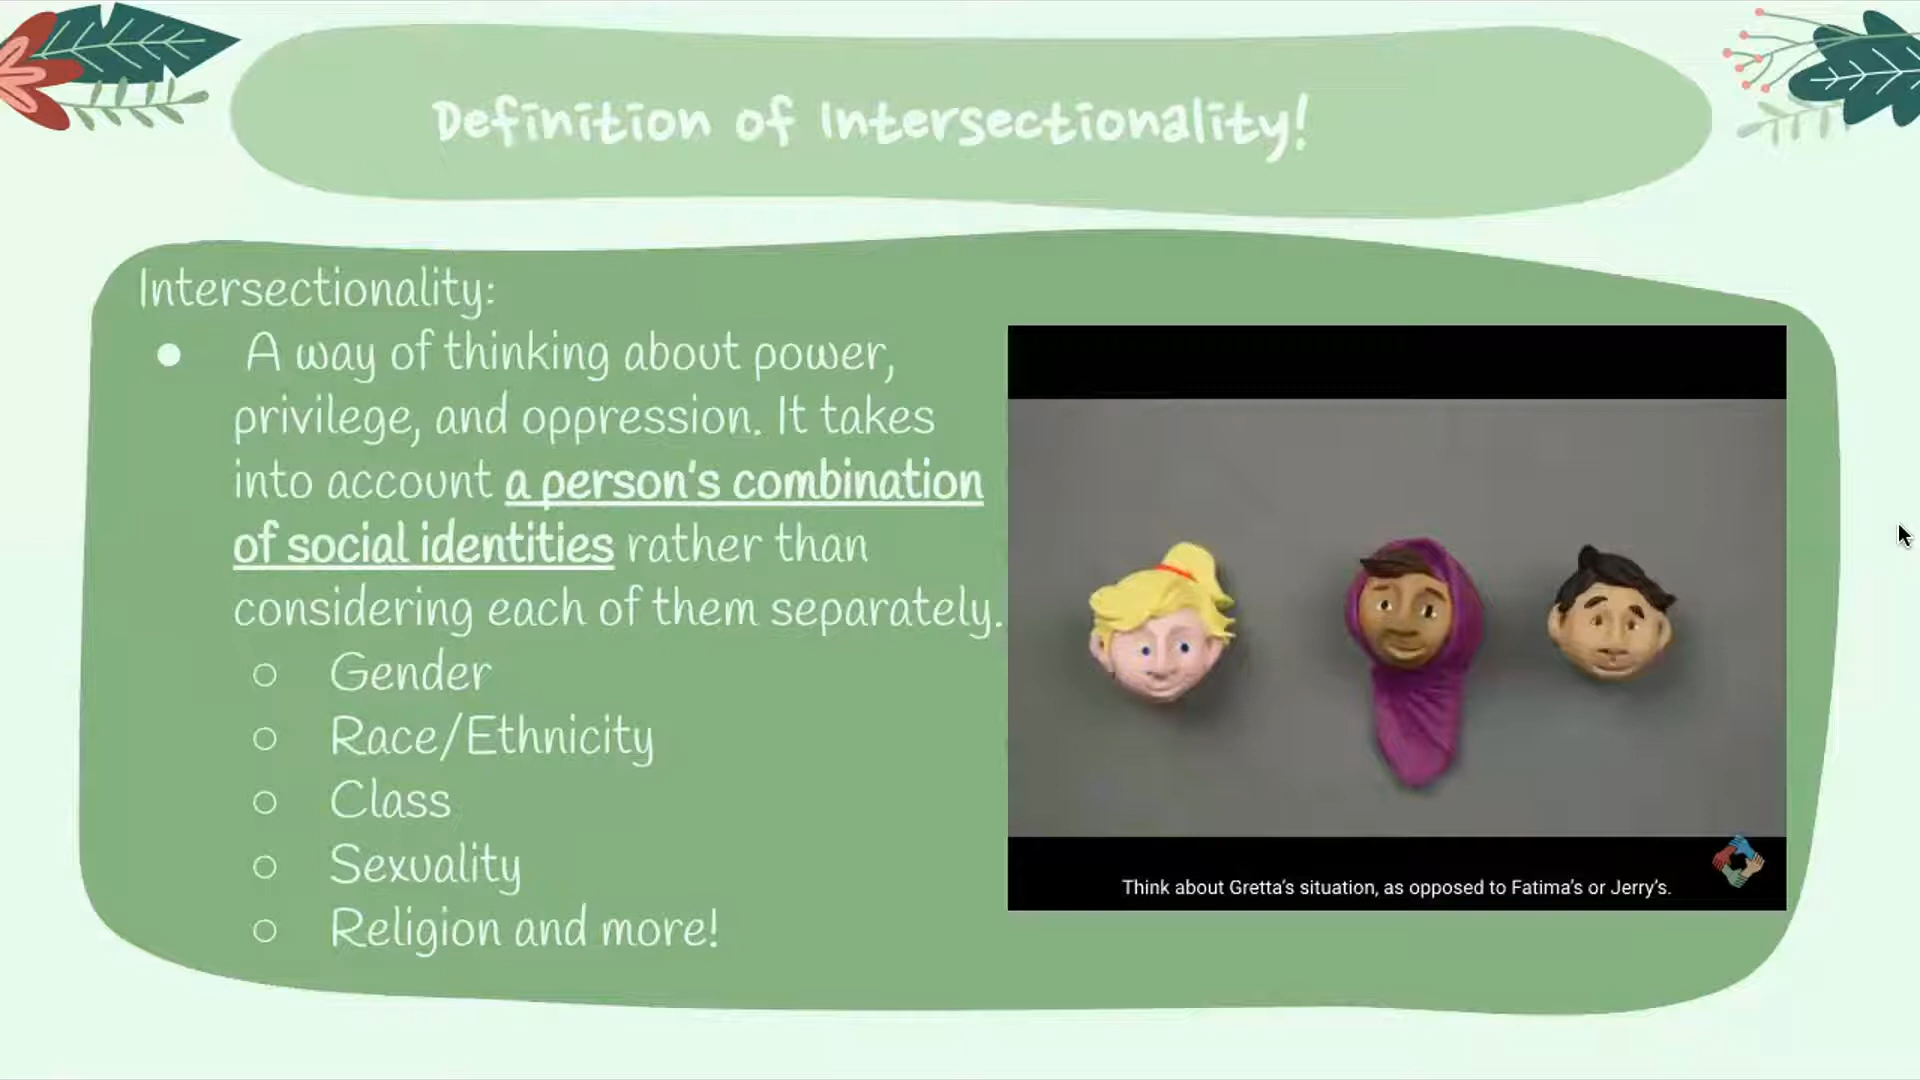 Definition of Intersectionality!
Intersectionality:
● A way of thinking about power,
privilege, and oppression. It takes
into account a person's combination
of social identities rather than
considering each of them separately.
○ Gender
○ Race/Ethnicity
○ Class
○ Sexuality
○ Religion and more!
Think about Gretta's situation, as opposed to Fatima's or Jerry's.